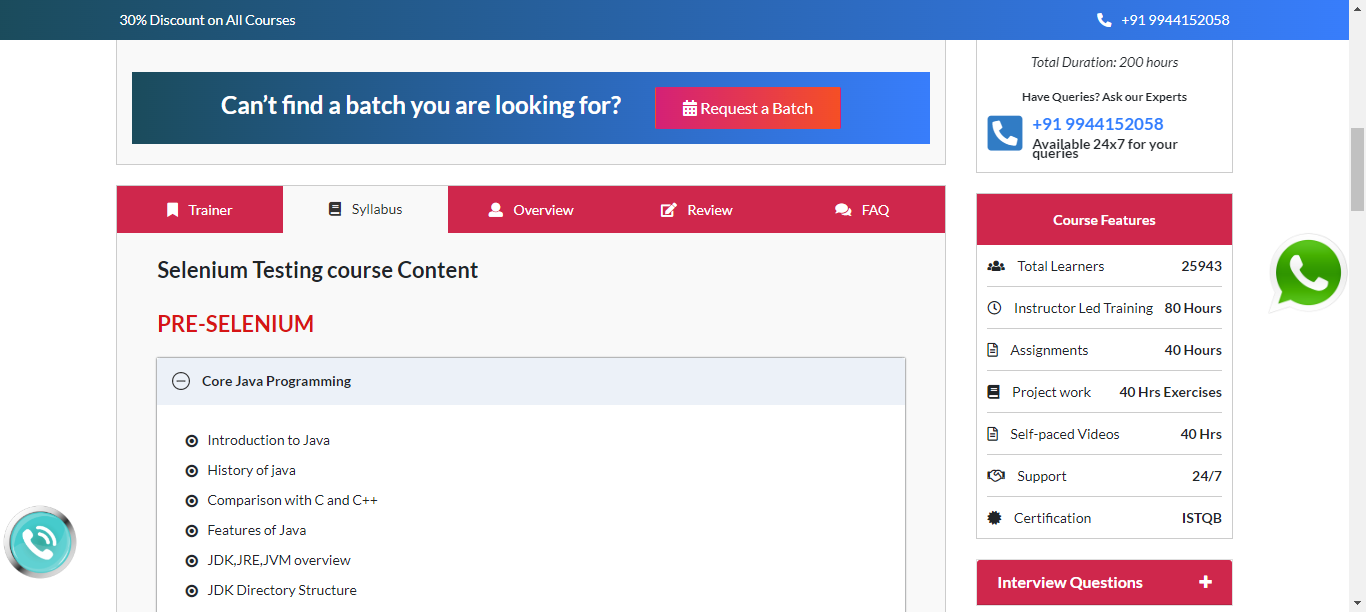 30% Discount on All Courses
+91 9944152058
Can’t find a batch you are looking for?
Request a Batch
Total Duration: 200 hours
Have Queries? Ask our Experts
+91 9944152058
Available 24x7 for your
queries
Trainer
Syllabus
Overview
Review
FAQ
Selenium Testing course Content
PRE-SELENIUM
Core Java Programming
Introduction to Java
History of java
Comparison with C and C++
Features of Java
JDK,JRE,JVM overview
JDK Directory Structure
Course Features
Total Learners 25943
Instructor Led Training 80 Hours
Assignments 40 Hours
Project work 40 Hrs Exercises
Self-paced Videos 40 Hrs
Support 24/7
Certification ISTQB
Interview Questions